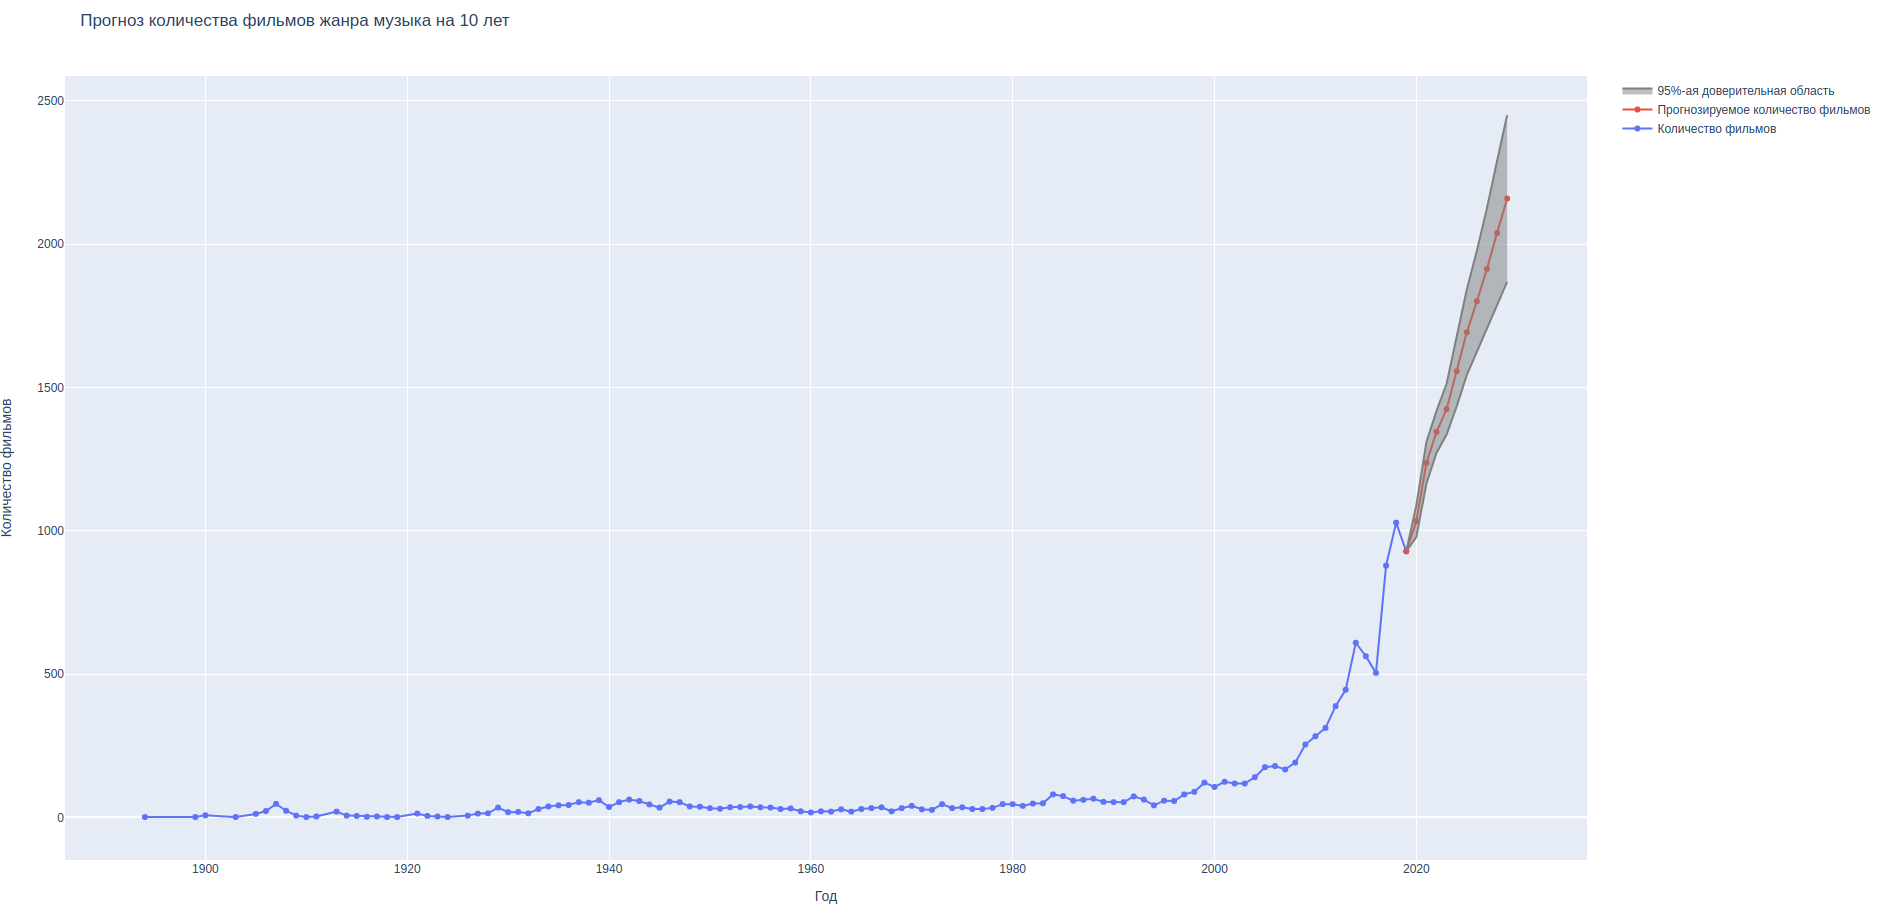 Прогноз количества фильмов жанра музыка на 10 лет
95%-ая доверительная область
Прогнозируемое количество фильмов
Количество фильмов
2500
2000
1500
1000
500
0
Количество фильмов
1900
1920
1940
1960
1980
2000
2020
Год